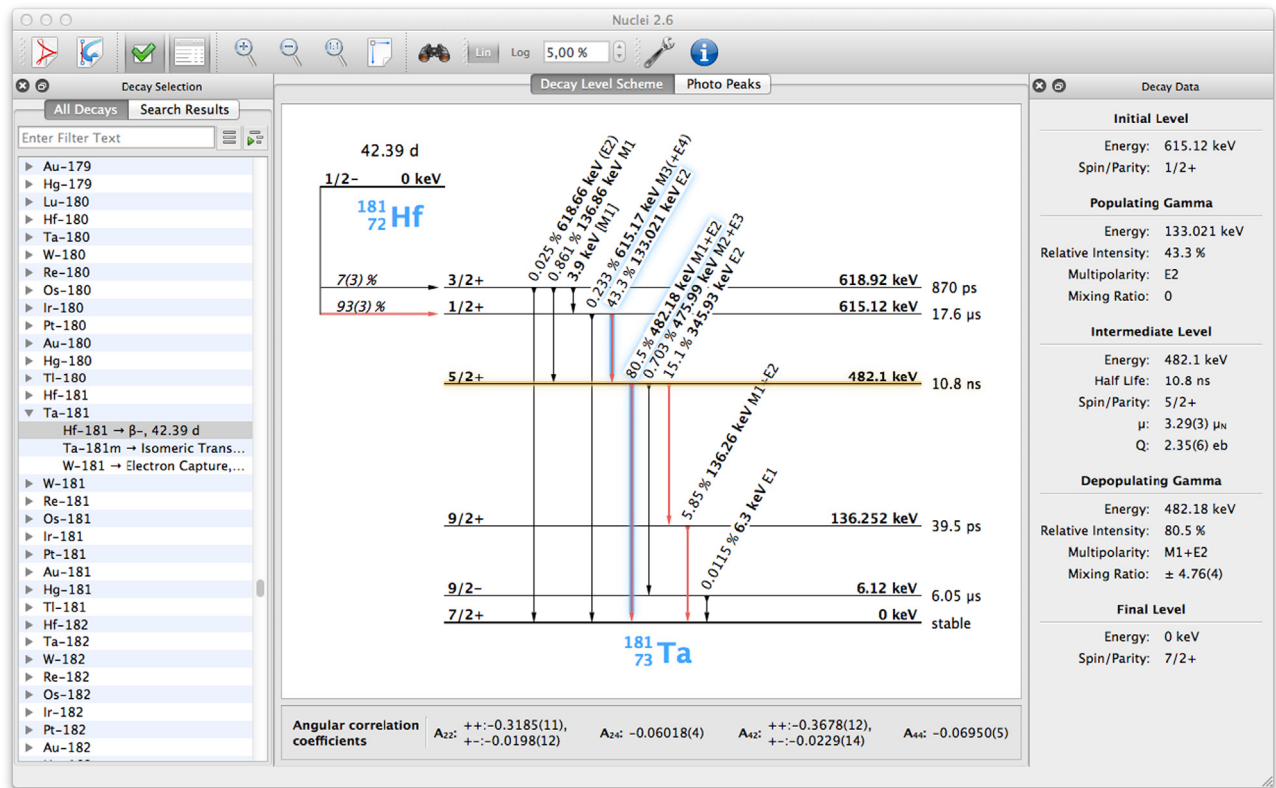 Nuclei 2.6
Lin Log 5,00 %
Decay Selection
All Decays Search Results
Enter Filter Text
Au-179
Hg-179
Lu-180
Hf-180
Ta-180
W-180
Re-180
Os-180
Ir-180
Pt-180
Au-180
Hg-180
Tl-180
Hf-181
Ta-181
Hf-181 → β-, 42.39 d
Ta-181m → Isomeric Trans...
W-181 → Electron Capture,...
W-181
Re-181
Os-181
Ir-181
Pt-181
Au-181
Hg-181
Tl-181
Hf-182
Ta-182
W-182
Re-182
Os-182
Ir-182
Pt-182
Au-182
Decay Level Scheme Photo Peaks
42.39 d
1/2- 0 keV
181
72 Hf
0.025 % 618.66 keV (E2)
0.861 % 136.86 keV M1
3.9 keV [M1]
0.233 % 615.17 keV M3(+E4)
43.3 % 133.021 keV E2
7(3) % 3/2+ 618.92 keV 870 ps
93(3) % 1/2+ 615.12 keV 17.6 µs
80.5 % 482.18 keV M1+E2
0.703 % 475.99 keV M2+E3
15.1 % 345.93 keV E2
5/2+ 482.1 keV 10.8 ns
5.85 % 136.26 keV M1+E2
9/2+ 136.252 keV 39.5 ps
0.0115 % 6.3 keV E1
9/2- 6.12 keV 6.05 µs
7/2+ 0 keV stable
181
73 Ta
Angular correlation coefficients
A22: ++:-0.3185(11),
+-:-0.0198(12)
A24: -0.06018(4)
A42: ++:-0.3678(12),
+-:-0.0229(14)
A44: -0.06950(5)
Decay Data
Initial Level
Energy: 615.12 keV
Spin/Parity: 1/2+
Populating Gamma
Energy: 133.021 keV
Relative Intensity: 43.3 %
Multipolarity: E2
Mixing Ratio: 0
Intermediate Level
Energy: 482.1 keV
Half Life: 10.8 ns
Spin/Parity: 5/2+
μ: 3.29(3) μN
Q: 2.35(6) eb
Depopulating Gamma
Energy: 482.18 keV
Relative Intensity: 80.5 %
Multipolarity: M1+E2
Mixing Ratio: ± 4.76(4)
Final Level
Energy: 0 keV
Spin/Parity: 7/2+